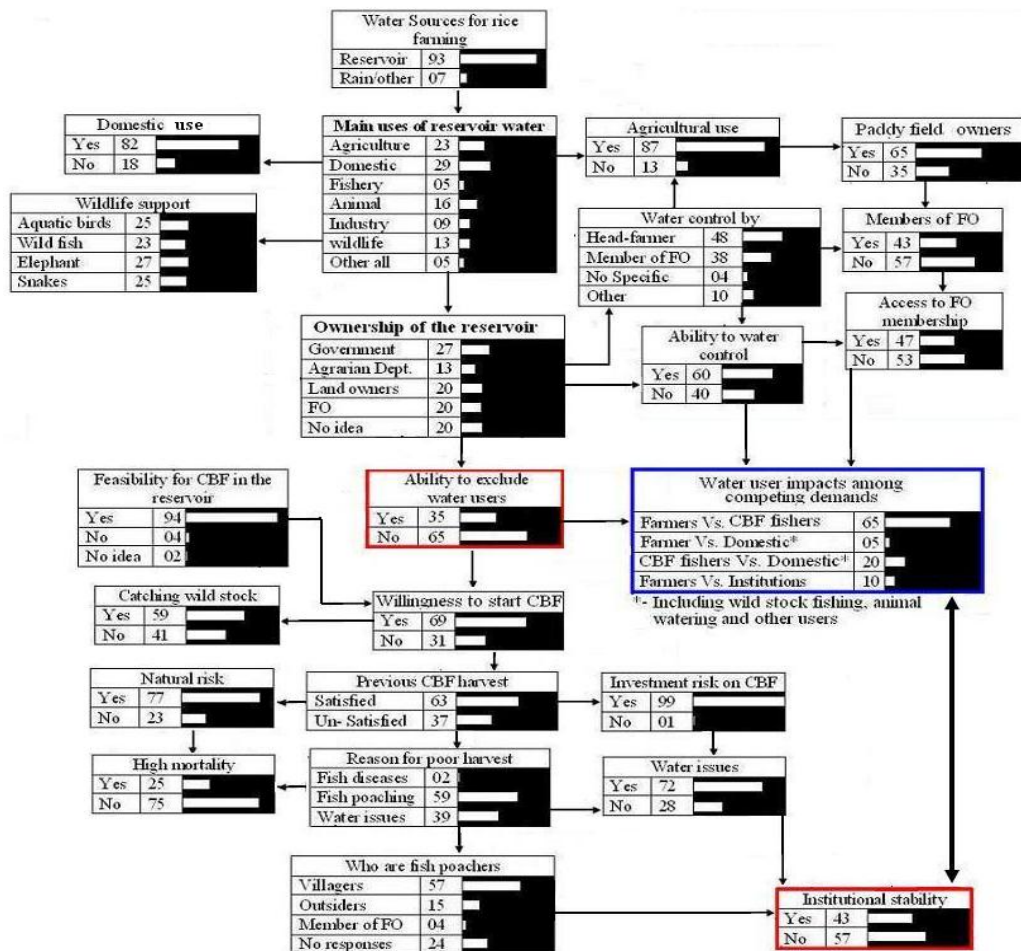 Water Sources for rice
farming
Reservoir 93
Rain/other 07
Domestic use
Yes 82
No 18
Main uses of reservoir water
Agriculture 23
Domestic 29
Fishery 05
Animal 16
Industry 09
wildlife 13
Other all 05
Agricultural use
Yes 87
No 13
Paddy field owners
Yes 65
No 35
Wildlife support
Aquatic birds 25
Wild fish 23
Elephant 27
Snakes 25
Water control by
Head-farmer 48
Member of FO 38
No Specific 04
Other 10
Members of FO
Yes 43
No 57
Access to FO
membership
Yes 47
No 53
Ownership of the reservoir
Government 27
Agrarian Dept. 13
Land owners 20
FO 20
No idea 20
Ability to water
control
Yes 60
No 40
Feasibility for CBF in the
reservoir
Yes 94
No 04
No idea 02
Ability to exclude
water users
Yes 35
No 65
Water user impacts among
competing demands
Farmers Vs. CBF fishers 65
Farmer Vs. Domestic* 05
CBF fishers Vs. Domestic* 20
Farmers Vs. Institutions 10
*- Including wild stock fishing, animal
watering and other users
Catching wild stock
Yes 59
No 41
Willingness to start CBF
Yes 69
No 31
Natural risk
Yes 77
No 23
Previous CBF harvest
Satisfied 63
Un- Satisfied 37
Investment risk on CBF
Yes 99
No 01
High mortality
Yes 25
No 75
Reason for poor harvest
Fish diseases 02
Fish poaching 59
Water issues 39
Water issues
Yes 72
No 28
Who are fish poachers
Villagers 57
Outsiders 15
Member of FO 04
No responses 24
Institutional stability
Yes 43
No 57